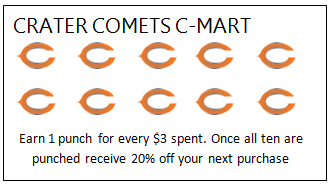 CRATER COMETS C-MART
Earn 1 punch for every $3 spent. Once all ten are
punched receive 20% off your next purchase